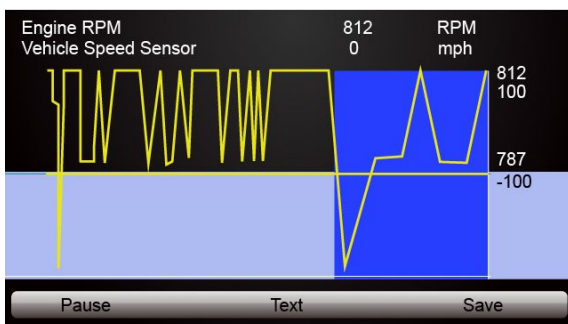 Engine RPM 812 RPM
Vehicle Speed Sensor 0 mph
812
100
787
-100
Pause Text Save